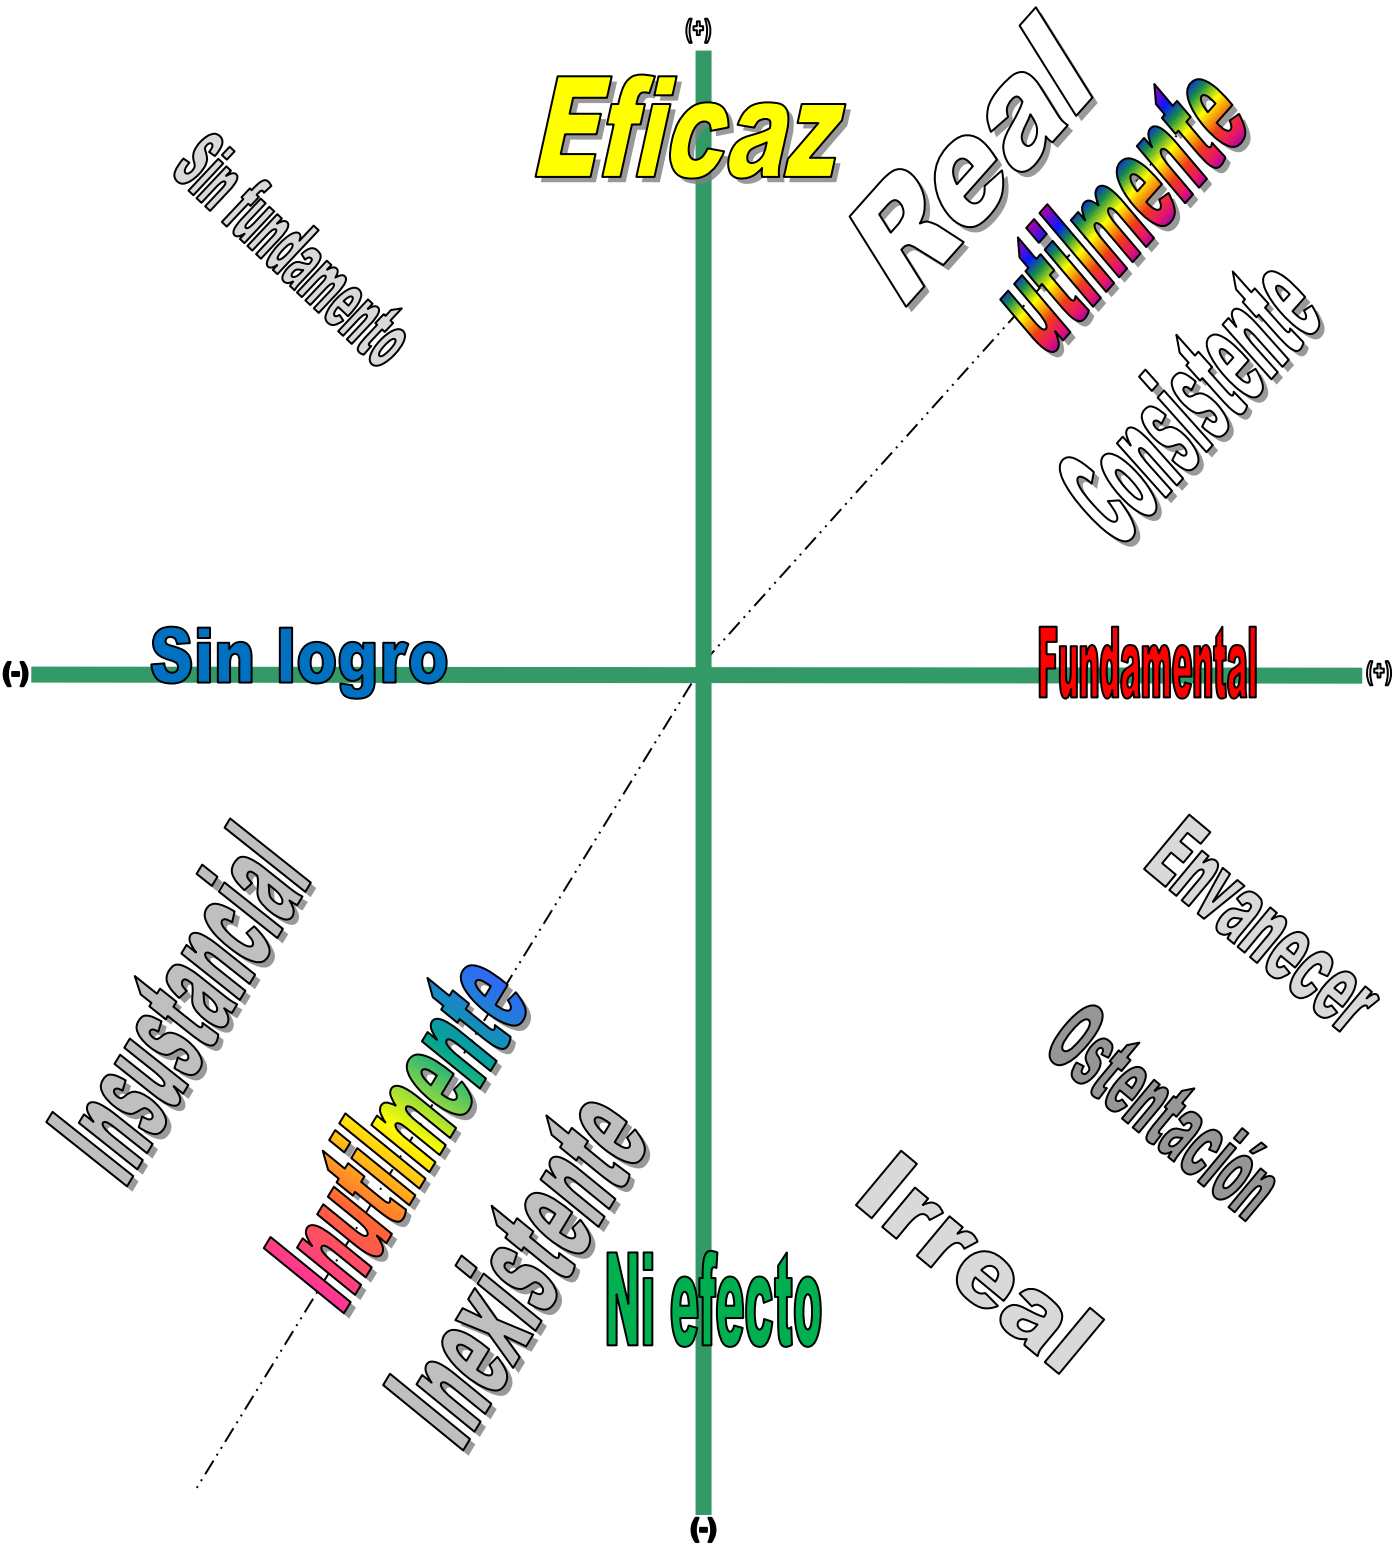 (+)
Eficaz
Real
utilmente
Sin fundamento
Consistente
(-)
Sin logro
Fundamental
(+)
Insustancial
Envanecer
Inutilmente
Ostentación
Inexistente
Irreal
Ni efecto
(-)